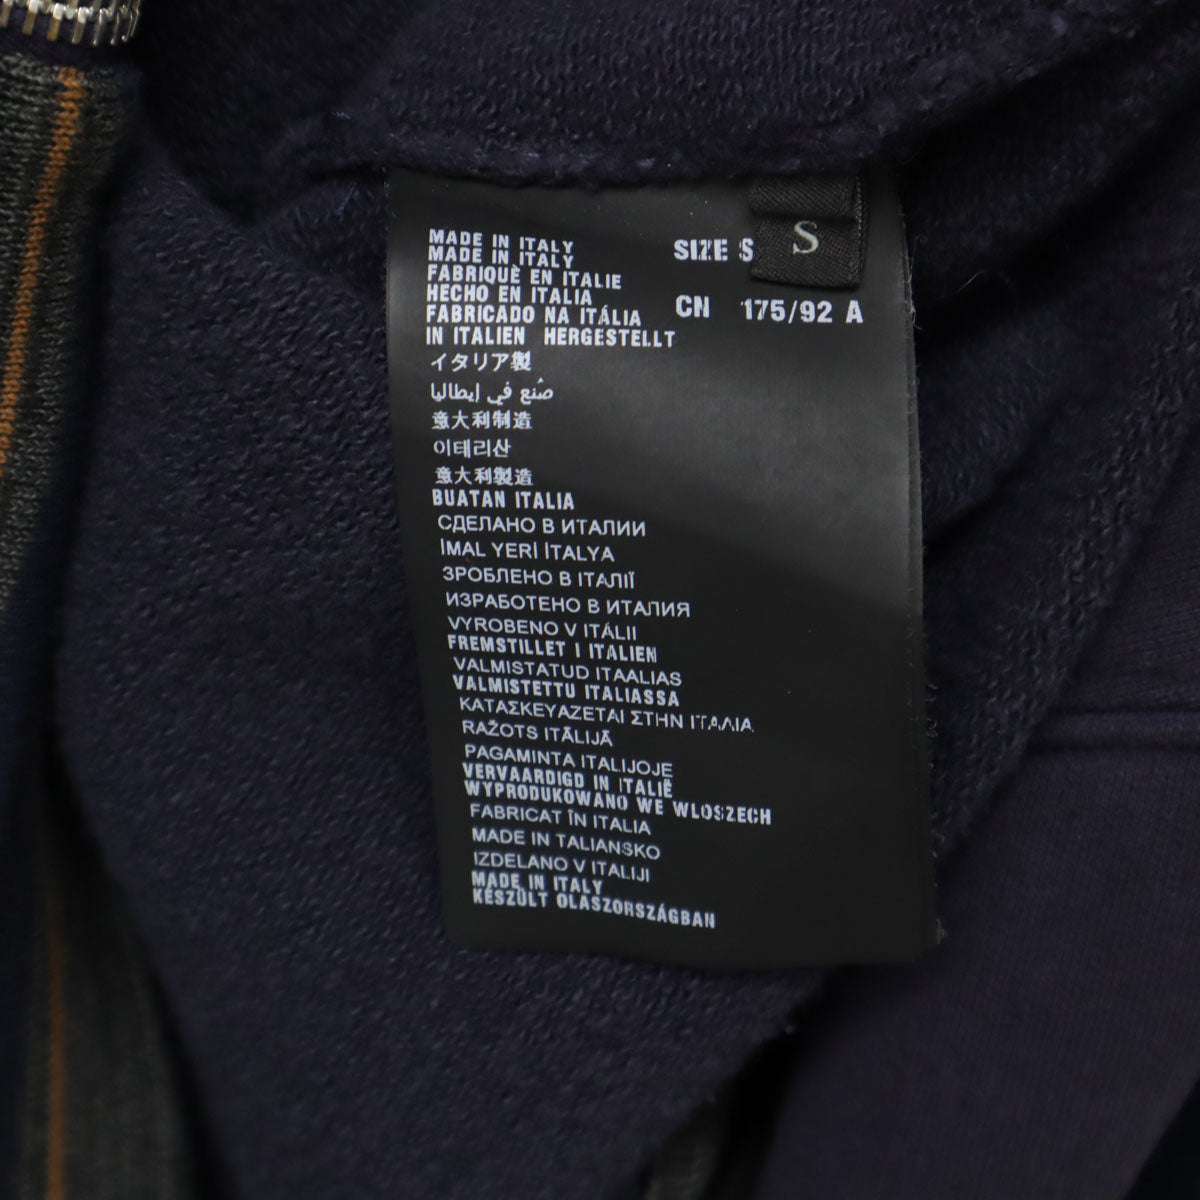 MADE IN ITALY
MADE IN ITALY
FABRIQUÈ EN ITALIE
HECHO EN ITALIA
FABRICADO NA ITÁLIA
IN ITALIEN HERGESTELLT
イタリア製
صُنع في إيطاليا
意大利制造
이태리산
意大利製造
BUATAN ITALIA
СДЕЛАНО В ИТАЛИИ
İMAL YERİ İTALYA
ЗРОБЛЕНО В ІТАЛІЇ
ИЗРАБОТЕНО В ИТАЛИЯ
VYROBENO V ITÁLII
FREMSTILLET I ITALIEN
VALMISTATUD ITAALIAS
VALMISTETTU ITALIASSA
ΚΑΤΑΣΚΕΥΑΖΕΤΑΙ ΣΤΗΝ ΙΤΑΛΙΑ
RAŽOTS ITĀLIJĀ
PAGAMINTA ITALIJOJE
VERVAARDIGD IN ITALIË
WYPRODUKOWANO WE WLOSZECH
FABRICAT ÎN ITALIA
MADE IN TALIANSKO
IZDELANO V ITALIJI
MADE IN ITALY
KÉSZÜLT OLASZORSZÁGBAN
SIZE S
S
CN 175/92 A